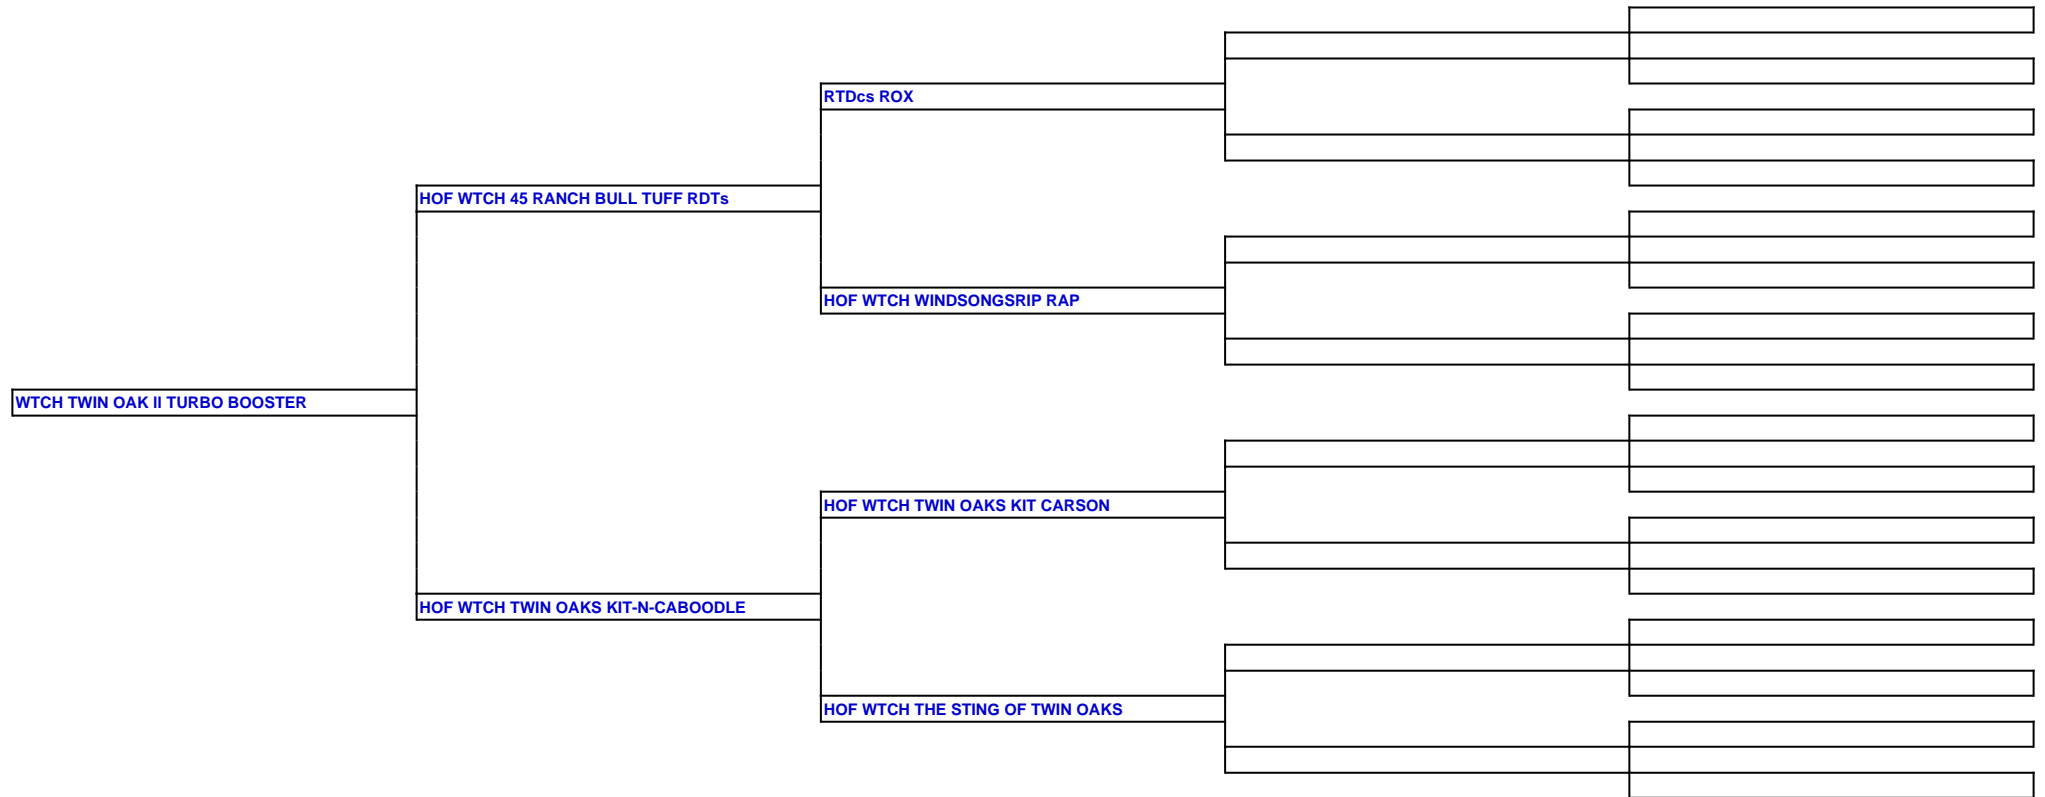 RTDcs ROX
HOF WTCH 45 RANCH BULL TUFF RDTs
HOF WTCH WINDSONGSRIP RAP
WTCH TWIN OAK II TURBO BOOSTER
HOF WTCH TWIN OAKS KIT CARSON
HOF WTCH TWIN OAKS KIT-N-CABOODLE
HOF WTCH THE STING OF TWIN OAKS